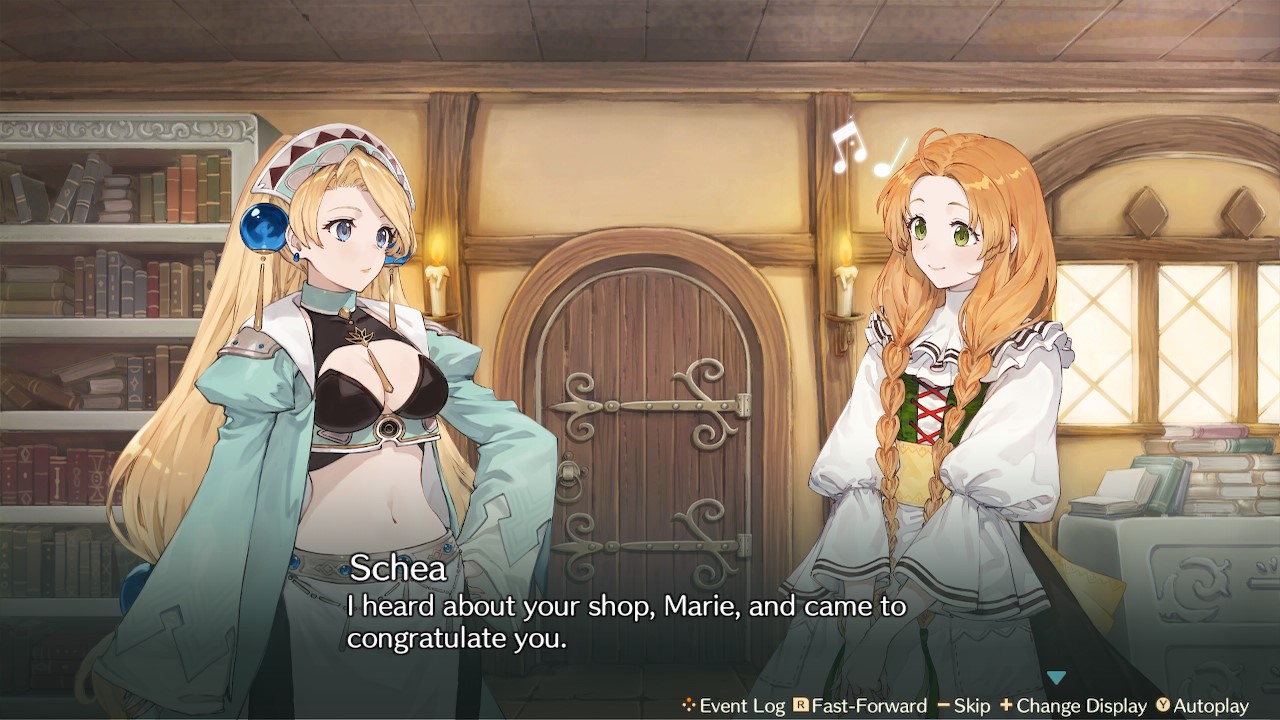 Schea
I heard about your shop, Marie, and came to
congratulate you.
Event Log R Fast-Forward Skip Change Display Y Autoplay